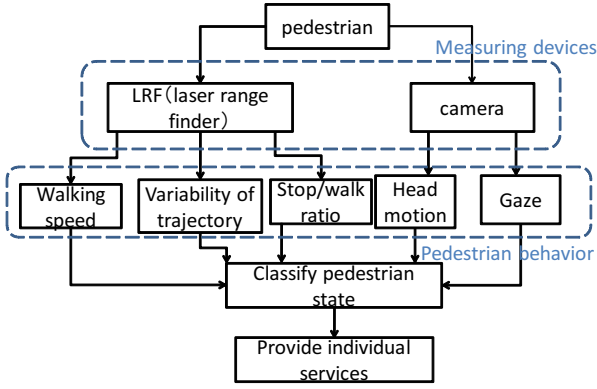 pedestrian
Measuring devices
LRF（laser range
finder）
camera
Walking
speed
Variability of
trajectory
Stop/walk
ratio
Head
motion
Gaze
Pedestrian behavior
Classify pedestrian
state
Provide individual
services